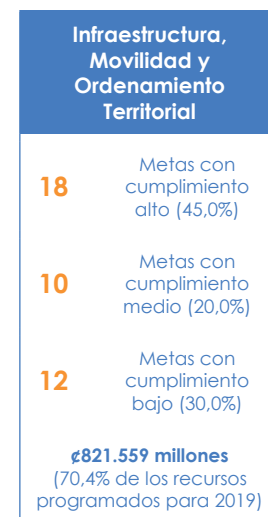 Infraestructura,
Movilidad y
Ordenamiento
Territorial
18
Metas con
cumplimiento
alto (45,0%)
10
Metas con
cumplimiento
medio (20,0%)
12
Metas con
cumplimiento
bajo (30,0%)
¢821.559 millones
(70,4% de los recursos
programados para 2019)